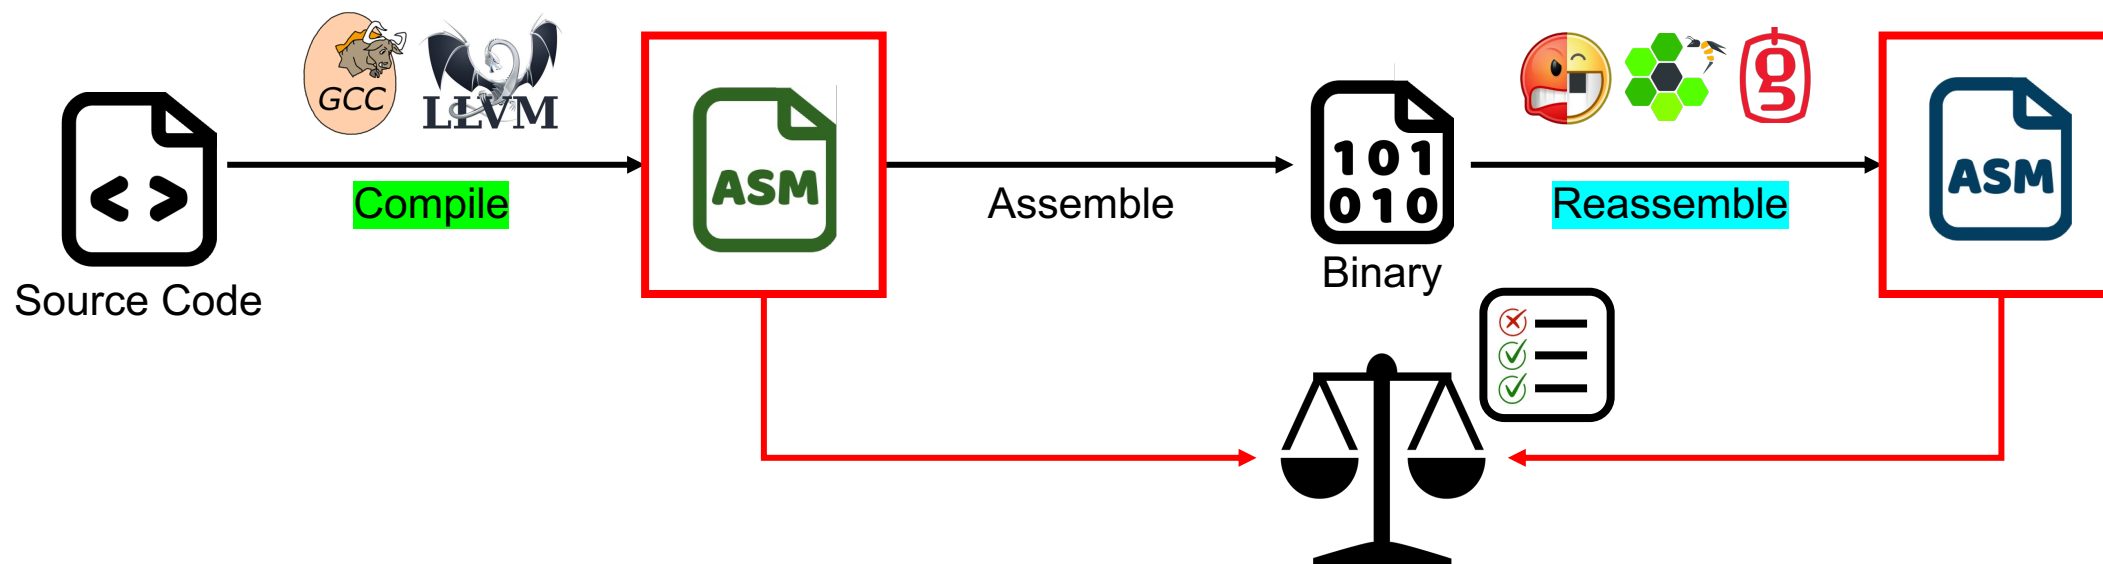 GCC
LLVM
< >
Source Code
Compile
ASM
Assemble
101
010
Binary
g
Reassemble
ASM